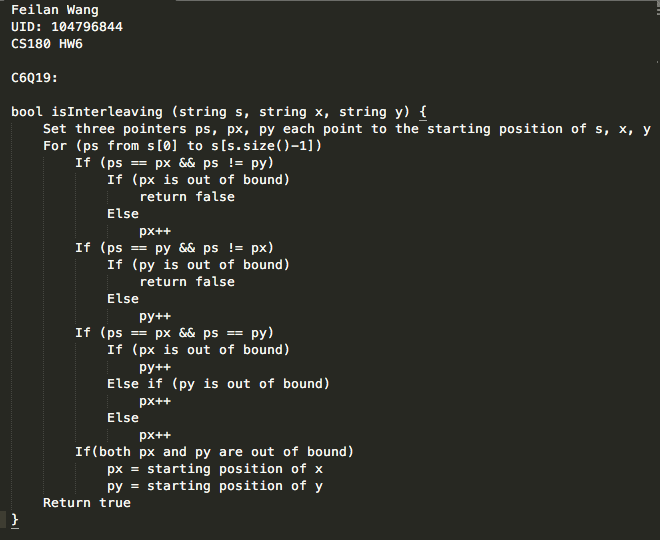 Feilan Wang
UID: 104796844
CS180 HW6
C6Q19:
bool isInterleaving (string s, string x, string y) {
Set three pointers ps, px, py each point to the starting position of s, x, y
For (ps from s[0] to s[s.size()-1])
If (ps == px && ps != py)
If (px is out of bound)
return false
Else
px++
If (ps == py && ps != px)
If (py is out of bound)
return false
Else
py++
If (ps == px && ps == py)
If (px is out of bound)
py++
Else if (py is out of bound)
px++
Else
px++
If(both px and py are out of bound)
px = starting position of x
py = starting position of y
Return true
}